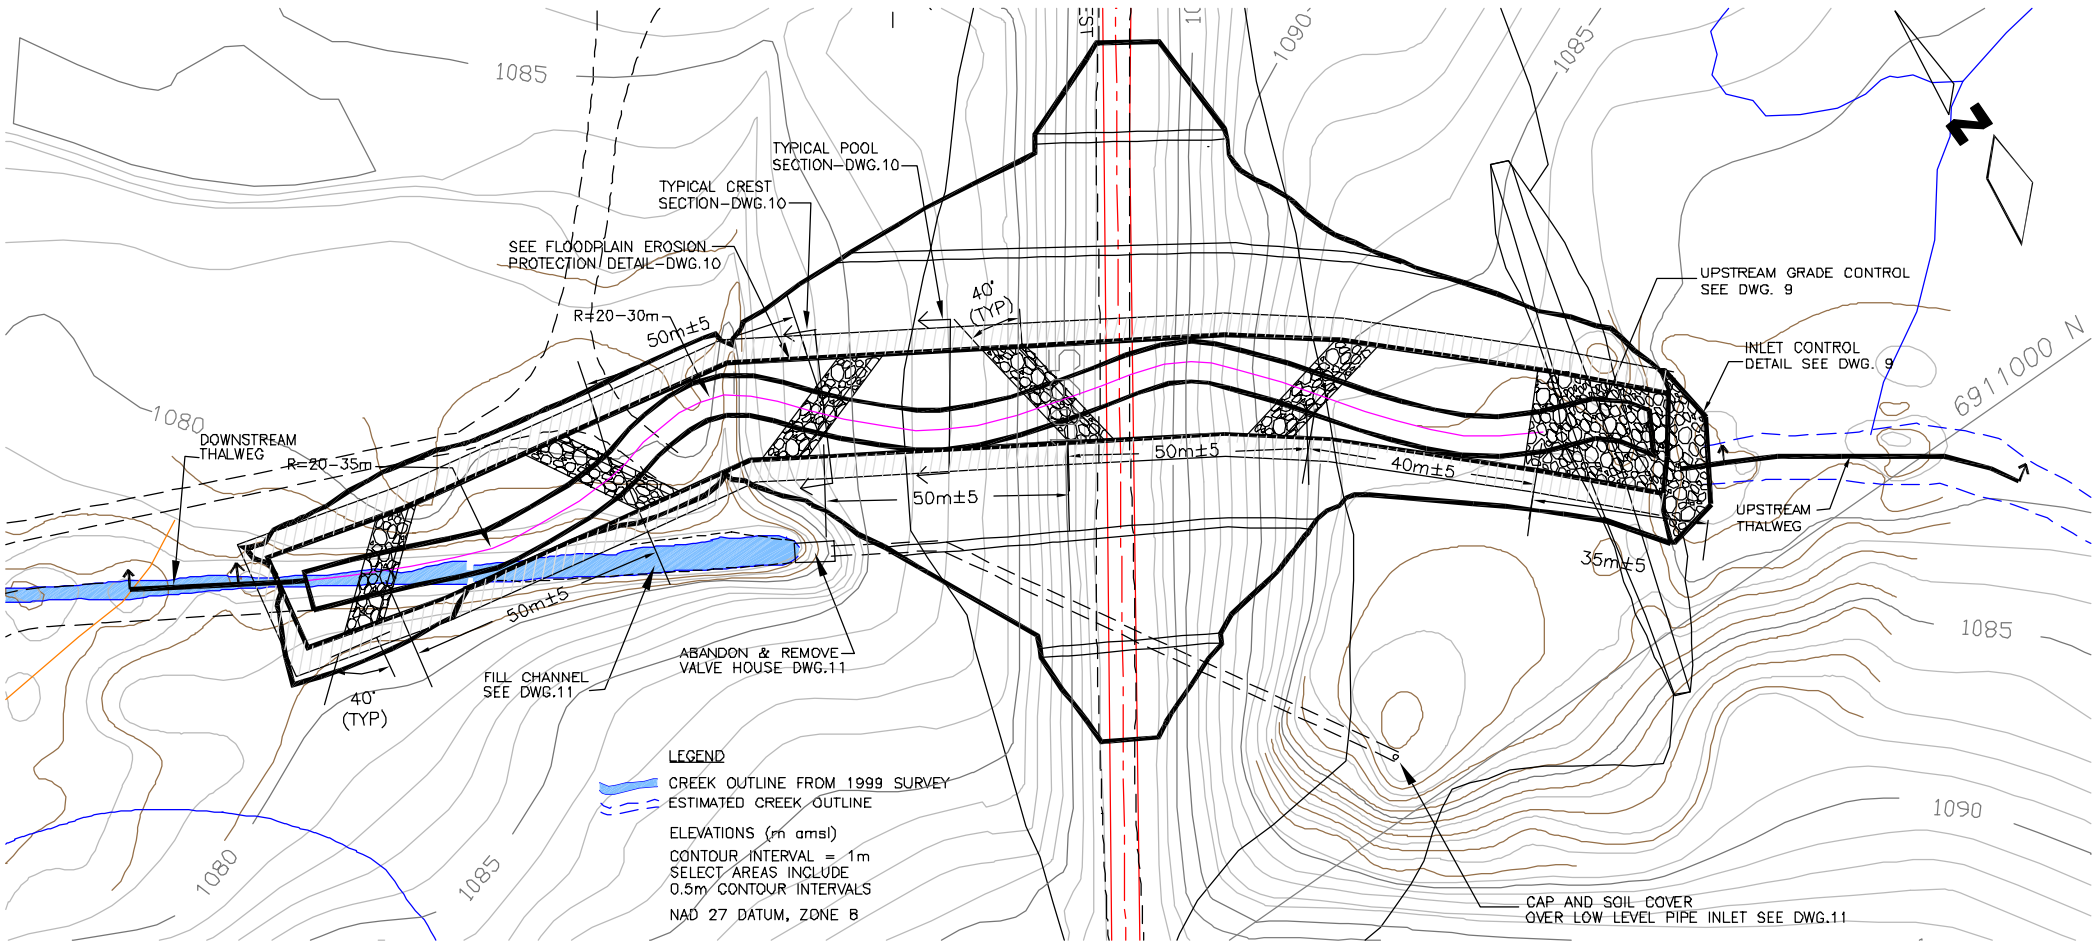 1085
EST
1090
1085
N
TYPICAL POOL
SECTION-DWG.10
TYPICAL CREST
SECTION-DWG.10
SEE FLOODPLAIN EROSION
PROTECTION DETAIL-DWG.10
R=20-30m
50m±5
40°
(TYP)
UPSTREAM GRADE CONTROL
SEE DWG. 9
INLET CONTROL
DETAIL SEE DWG. 9
6911000 N
1080
DOWNSTREAM
THALWEG
R=20-35m
50m±5
50m±5
40m±5
UPSTREAM
THALWEG
35m±5
50m±5
40°
(TYP)
FILL CHANNEL
SEE DWG.11
ABANDON & REMOVE
VALVE HOUSE DWG.11
1085
1090
1080
1085
LEGEND
CREEK OUTLINE FROM 1999 SURVEY
ESTIMATED CREEK OUTLINE
ELEVATIONS (m amsl)
CONTOUR INTERVAL = 1m
SELECT AREAS INCLUDE
0.5m CONTOUR INTERVALS
NAD 27 DATUM, ZONE 8
CAP AND SOIL COVER
OVER LOW LEVEL PIPE INLET SEE DWG.11